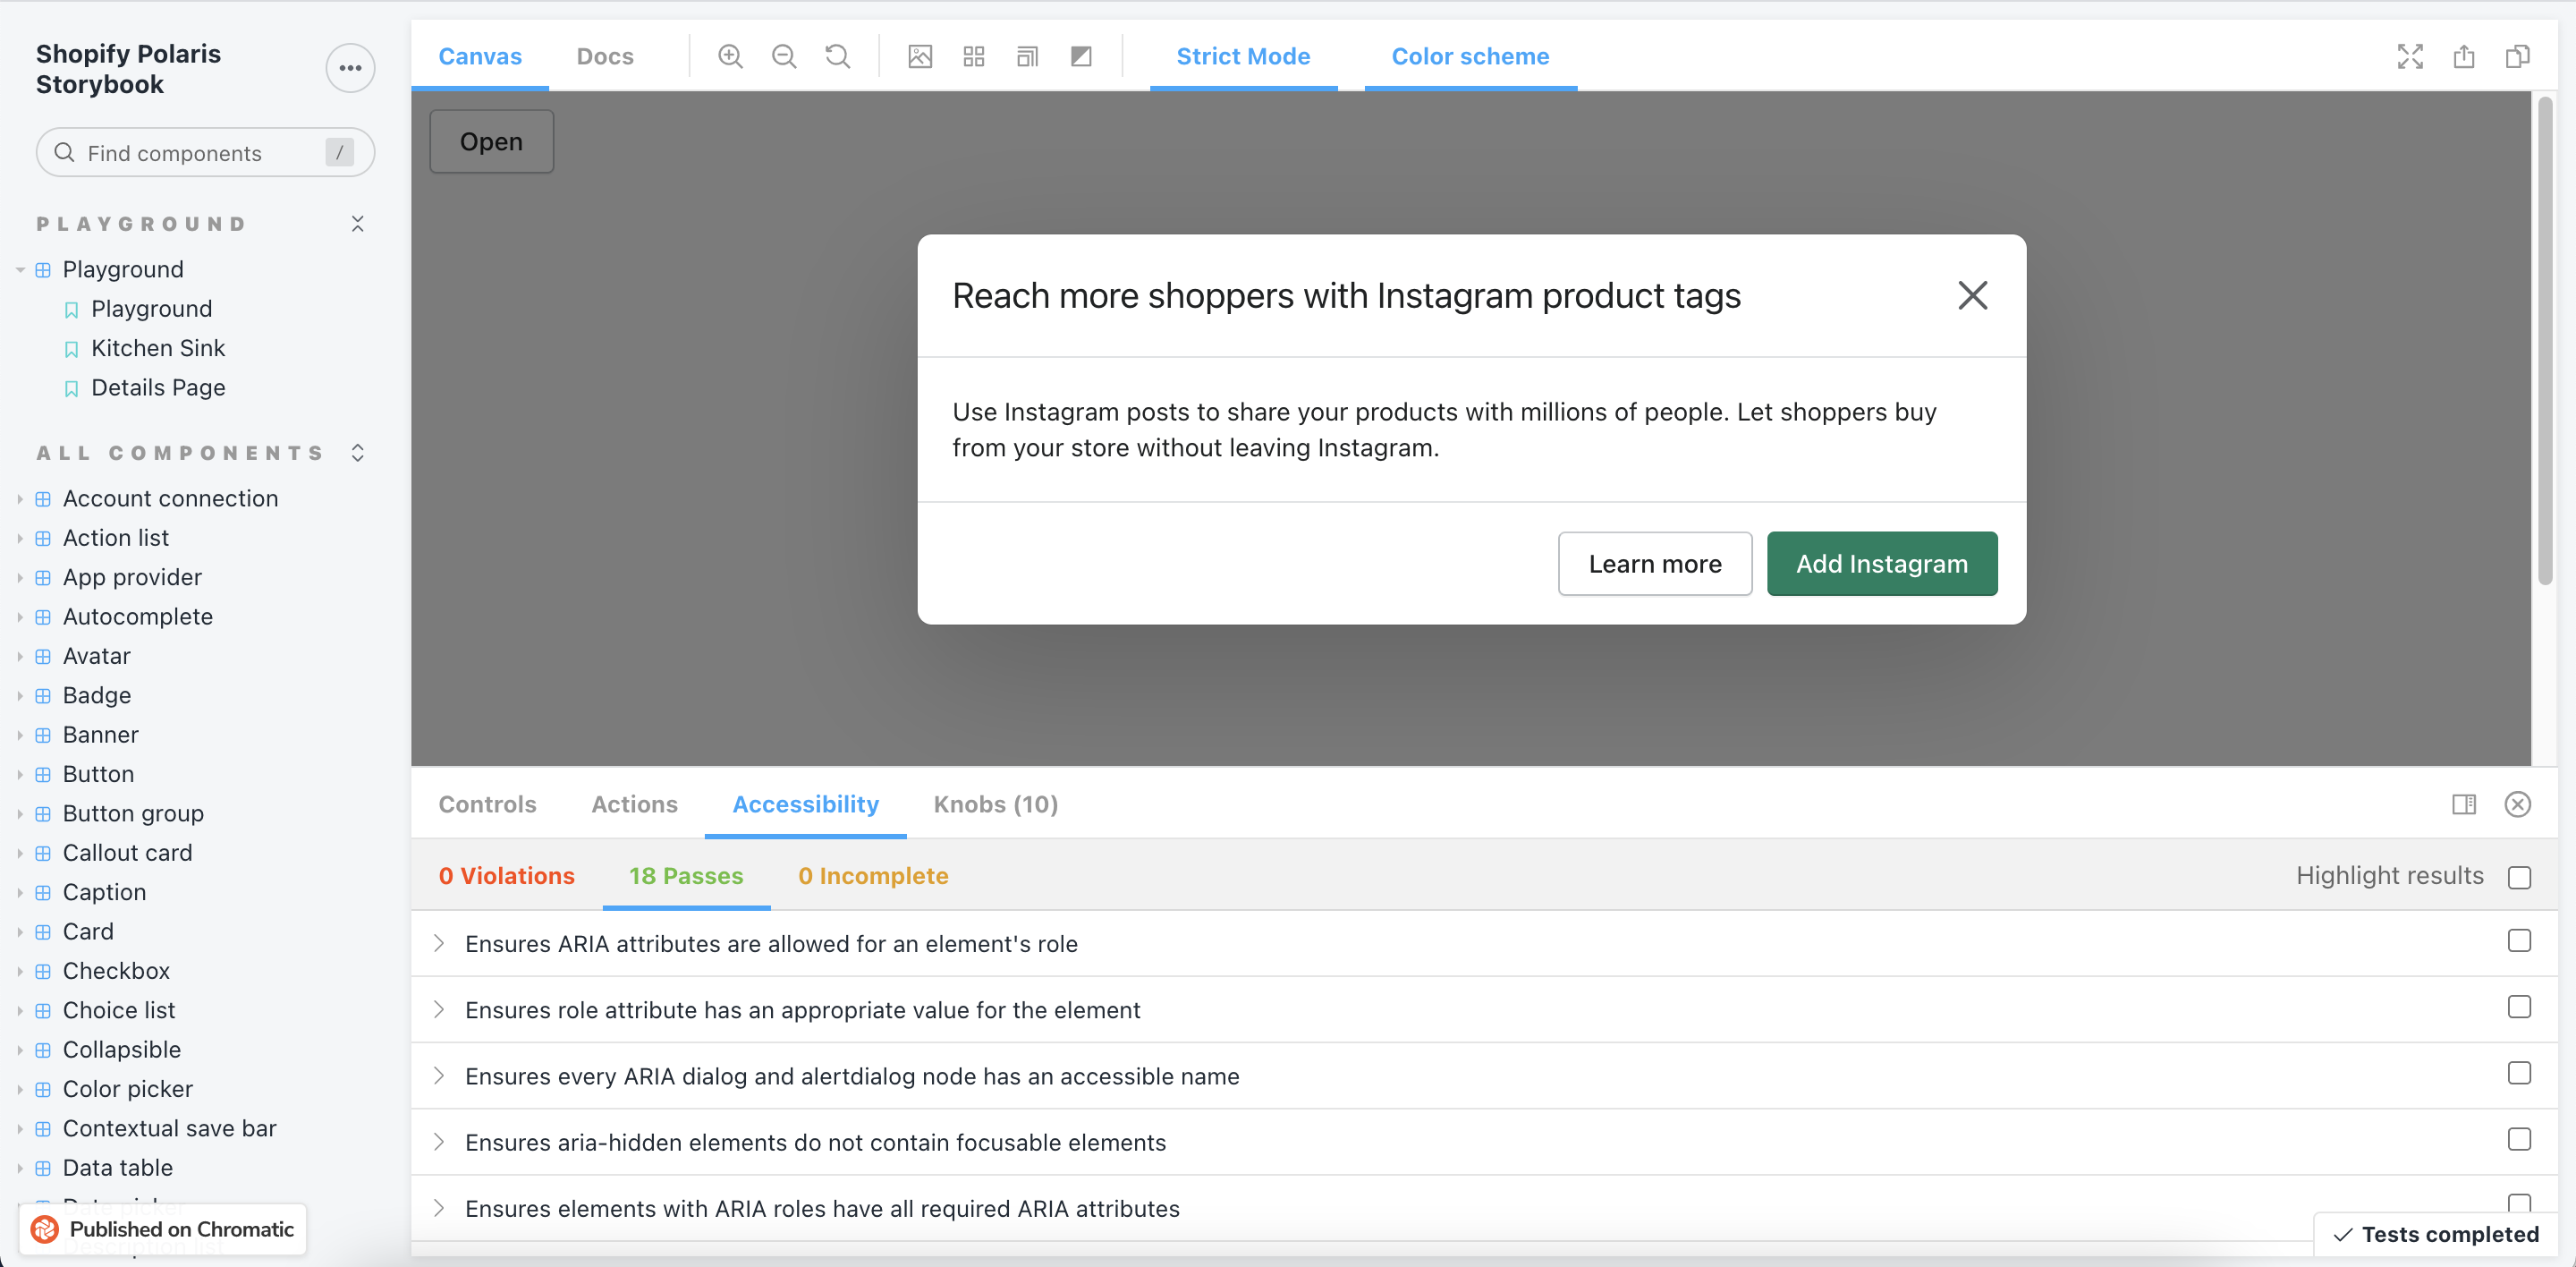 Shopify Polaris
Storybook
Find components
/
PLAYGROUND
Playground
Playground
Kitchen Sink
Details Page
ALL COMPONENTS
Account connection
Action list
App provider
Autocomplete
Avatar
Badge
Banner
Button
Button group
Callout card
Caption
Card
Checkbox
Choice list
Collapsible
Color picker
Contextual save bar
Data table
Date picker
Description list
Published on Chromatic
Canvas
Docs
Strict Mode
Color scheme
Open
Reach more shoppers with Instagram product tags
Use Instagram posts to share your products with millions of people. Let shoppers buy
from your store without leaving Instagram.
Learn more
Add Instagram
Controls
Actions
Accessibility
Knobs (10)
0 Violations
18 Passes
0 Incomplete
Highlight results
Ensures ARIA attributes are allowed for an element's role
Ensures role attribute has an appropriate value for the element
Ensures every ARIA dialog and alertdialog node has an accessible name
Ensures aria-hidden elements do not contain focusable elements
Ensures elements with ARIA roles have all required ARIA attributes
Tests completed